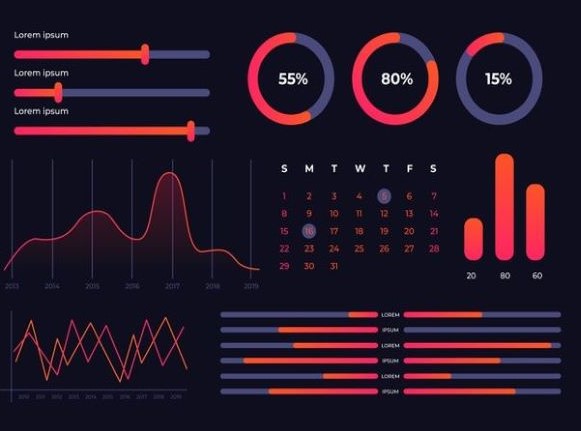 Lorem ipsum
Lorem ipsum
Lorem ipsum
55%
80%
15%
S M T W T F S
1 2 3 4 5 6 7
8 9 10 11 12 13 14
15 16 17 18 19 20 21
22 23 24 25 26 27 28
29 30 31
20 80 60
2013 2014 2015 2016 2017 2018 2019
LOREM
IPSUM
LOREM
IPSUM
LOREM
IPSUM